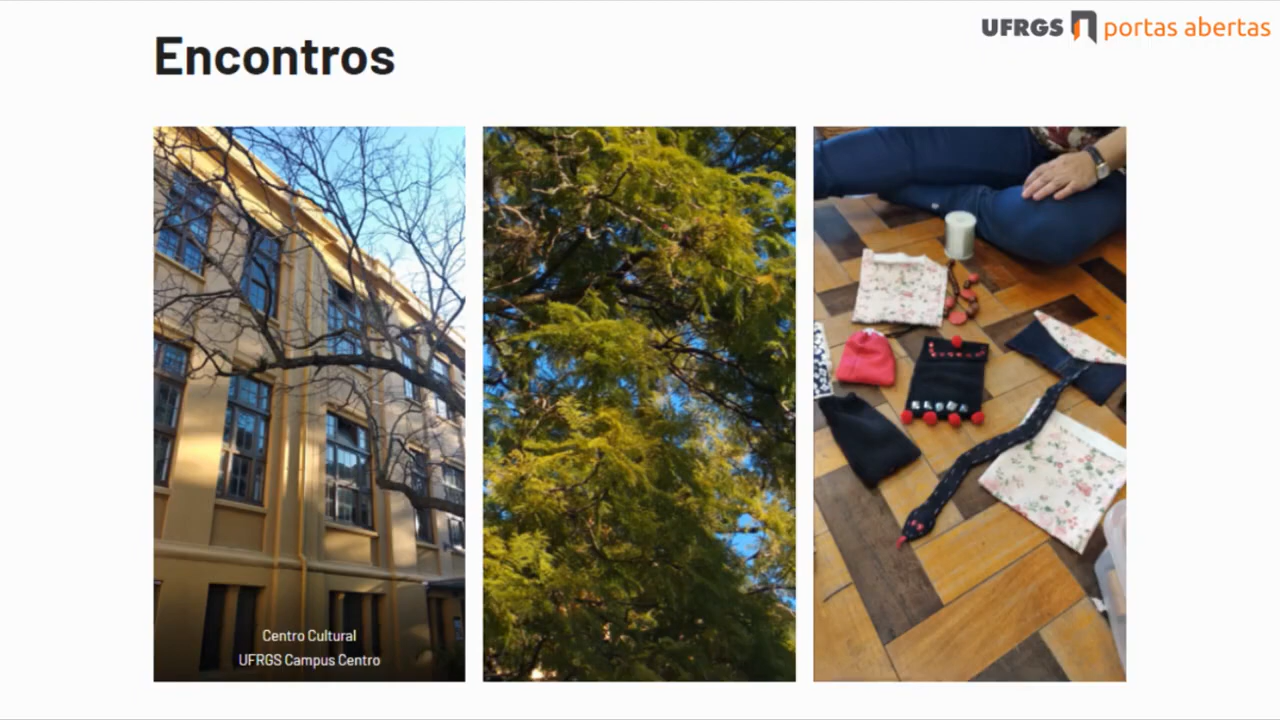 UFRGS portas abertas
Encontros
Centro Cultural
UFRGS Campus Centro